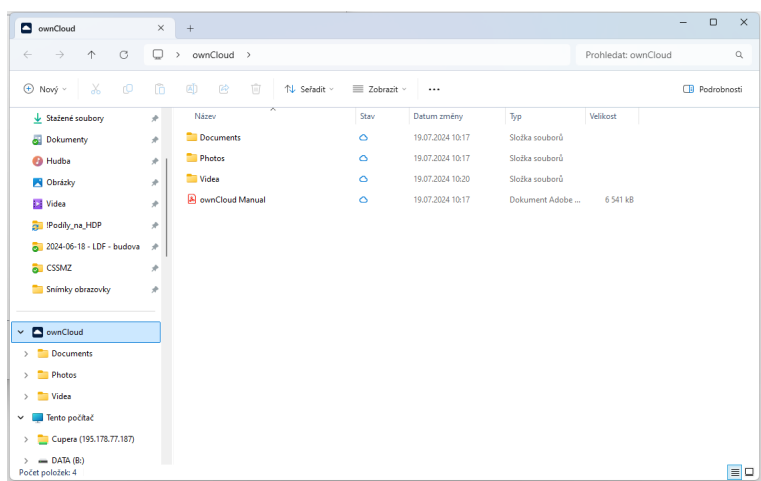 ownCloud
ownCloud
Prohledat: ownCloud
Nový
Seřadit
Zobrazit
Podrobnosti
Stažené soubory
Dokumenty
Hudba
Obrázky
Videa
!Podíly_na_HDP
2024-06-18 - LDF - budova
CSSMZ
Snímky obrazovky
ownCloud
Documents
Photos
Videa
Tento počítač
Cupera (195.178.77.187)
DATA (B:)
Název Stav Datum změny Typ Velikost
Documents 19.07.2024 10:17 Složka souborů
Photos 19.07.2024 10:17 Složka souborů
Videa 19.07.2024 10:20 Složka souborů
ownCloud Manual 19.07.2024 10:17 Dokument Adobe ... 6 541 kB
Počet položek: 4